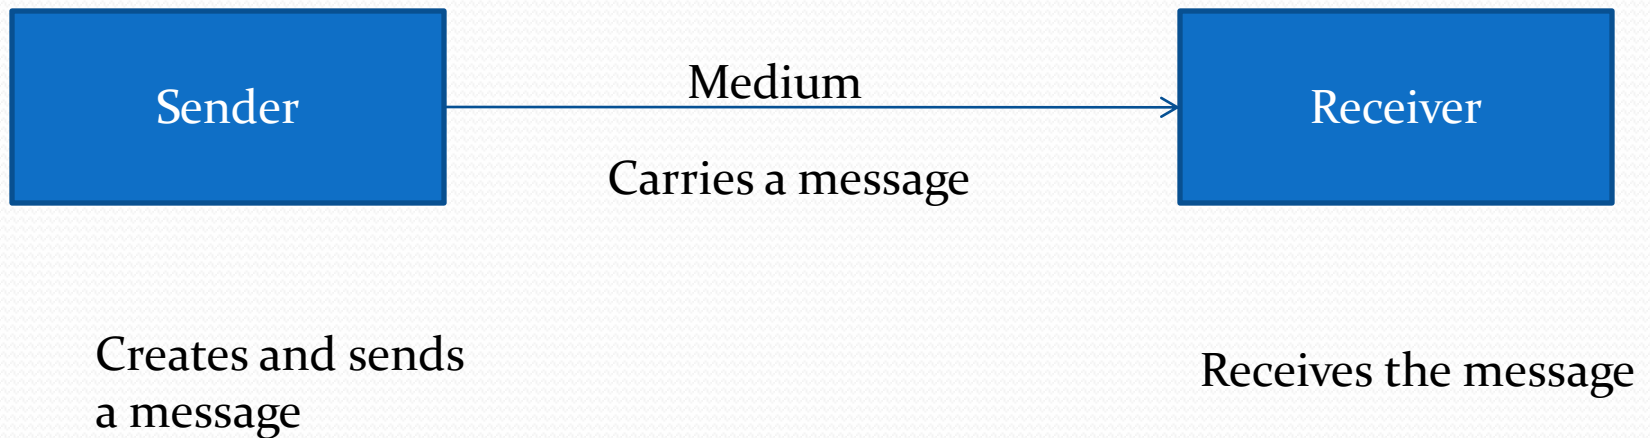 Sender
Medium
Receiver
Carries a message
Creates and sends
a message
Receives the message